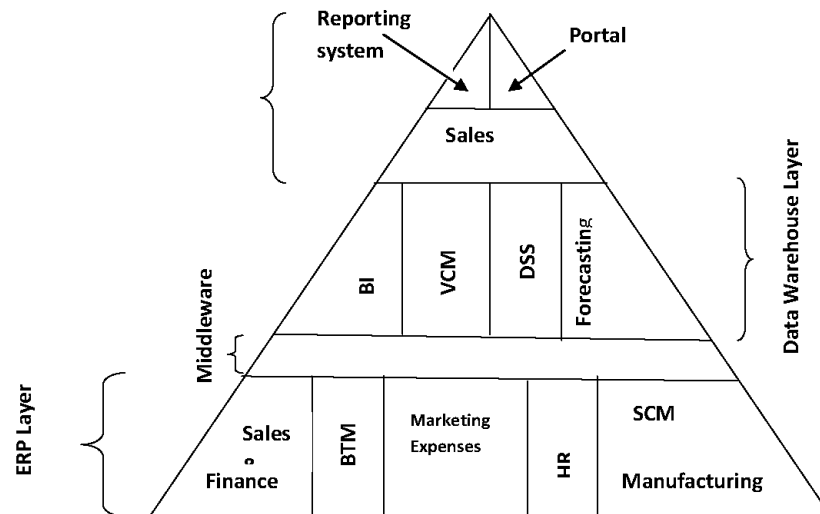 Reporting
system
Portal
Sales
BI
VCM
DSS
Forecasting
Data Warehouse Layer
Middleware
ERP Layer
Sales
Finance
BTM
Marketing
Expenses
HR
SCM
Manufacturing